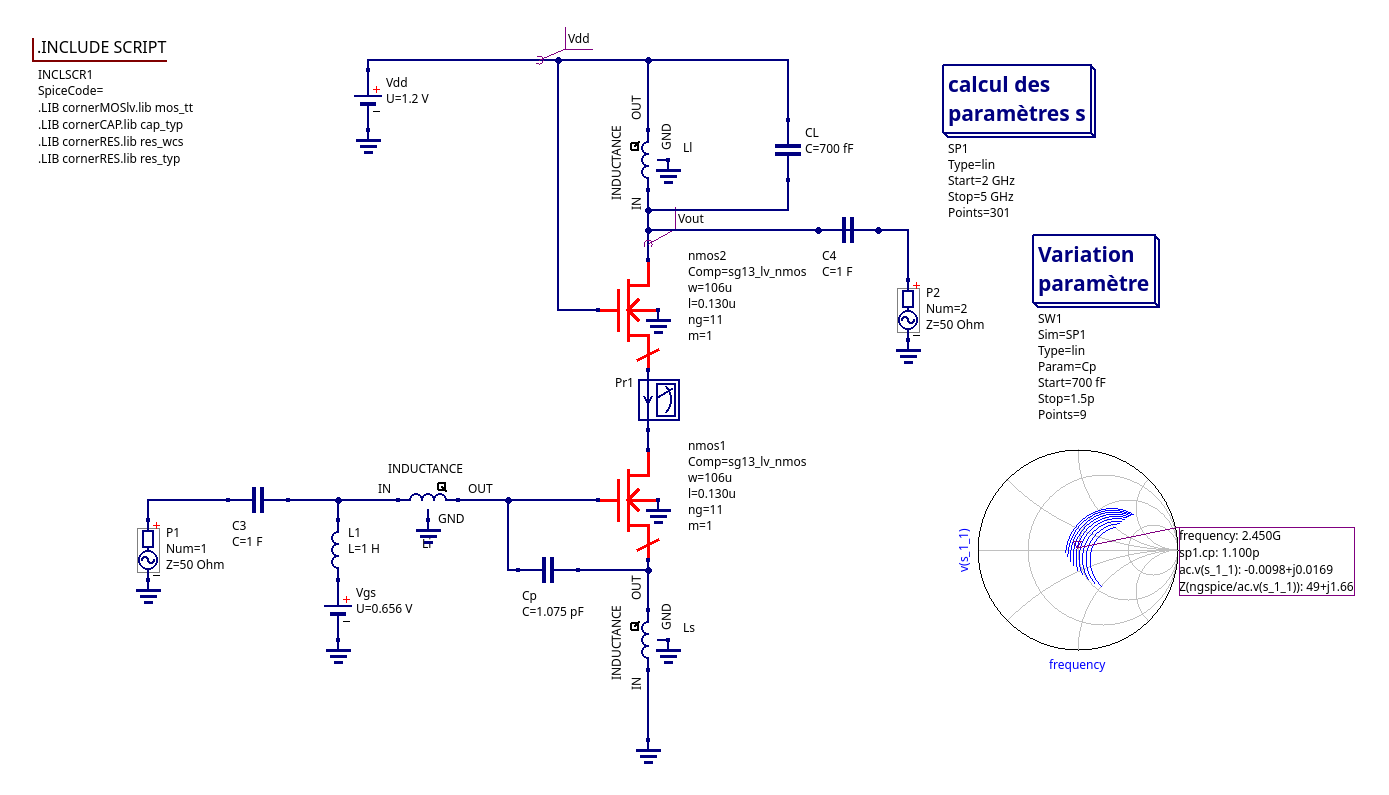 .INCLUDE SCRIPT
INCLSCR1
SpiceCode=
.LIB cornerMOSlv.lib mos_tt
.LIB cornerCAP.lib cap_typ
.LIB cornerRES.lib res_wcs
.LIB cornerRES.lib res_typ
Vdd
Vdd
U=1.2 V
OUT
GND
INDUCTANCE
Ll
IN
CL
C=700 fF
Vout
calcul des
paramètres s
SP1
Type=lin
Start=2 GHz
Stop=5 GHz
Points=301
nmos2
Comp=sg13_lv_nmos
w=106u
l=0.130u
ng=11
m=1
C4
C=1 F
P2
Num=2
Z=50 Ohm
Variation
paramètre
SW1
Sim=SP1
Type=lin
Param=Cp
Start=700 fF
Stop=1.5p
Points=9
Pr1
nmos1
Comp=sg13_lv_nmos
w=106u
l=0.130u
ng=11
m=1
INDUCTANCE
IN
OUT
GND
C3
C=1 F
P1
Num=1
Z=50 Ohm
L1
L=1 H
Vgs
U=0.656 V
Cp
C=1.075 pF
OUT
GND
INDUCTANCE
Ls
IN
v(s_1_1)
frequency: 2.450G
sp1.cp: 1.100p
ac.v(s_1_1): -0.0098+j0.0169
Z(ngspice/ac.v(s_1_1)): 49+j1.66
frequency